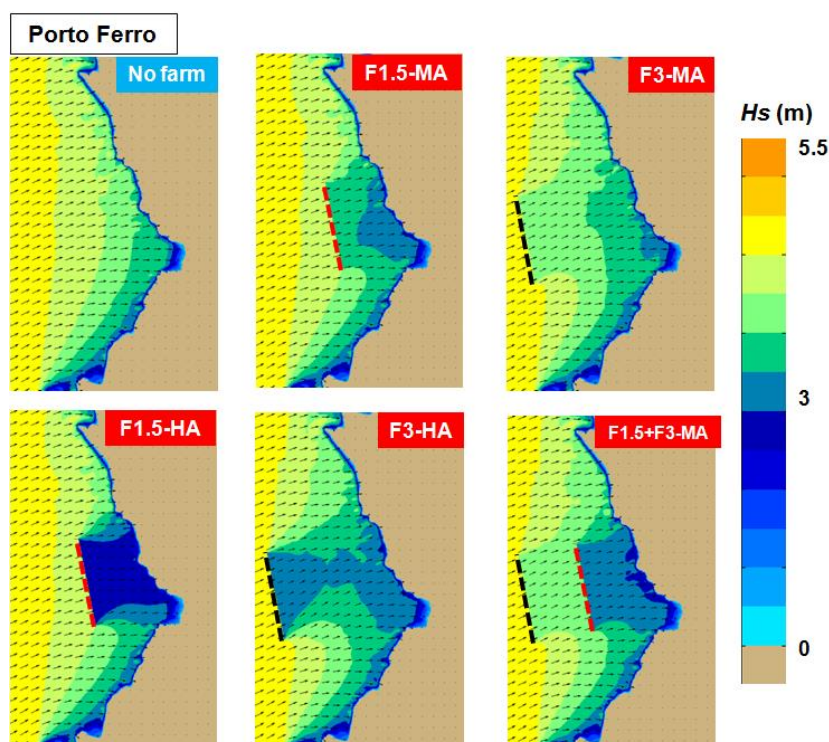 Porto Ferro
No farm
F1.5-MA
F3-MA
Hs (m)
5.5
3
0
F1.5-HA
F3-HA
F1.5+F3-MA